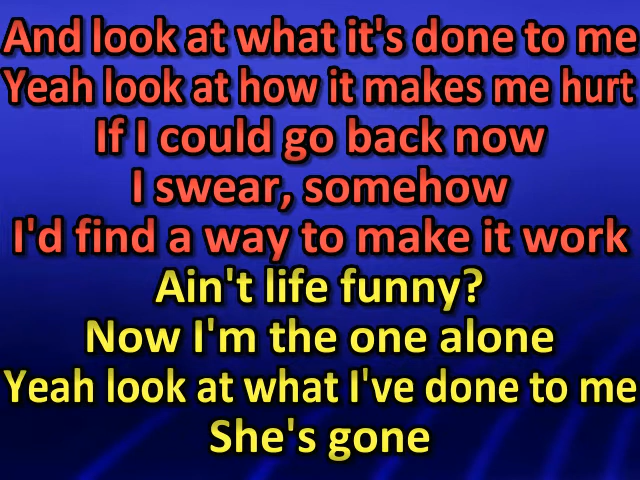 And look at what it's done to me
Yeah look at how it makes me hurt
If I could go back now
I swear, somehow
I'd find a way to make it work
Ain't life funny?
Now I'm the one alone
Yeah look at what I've done to me
She's gone